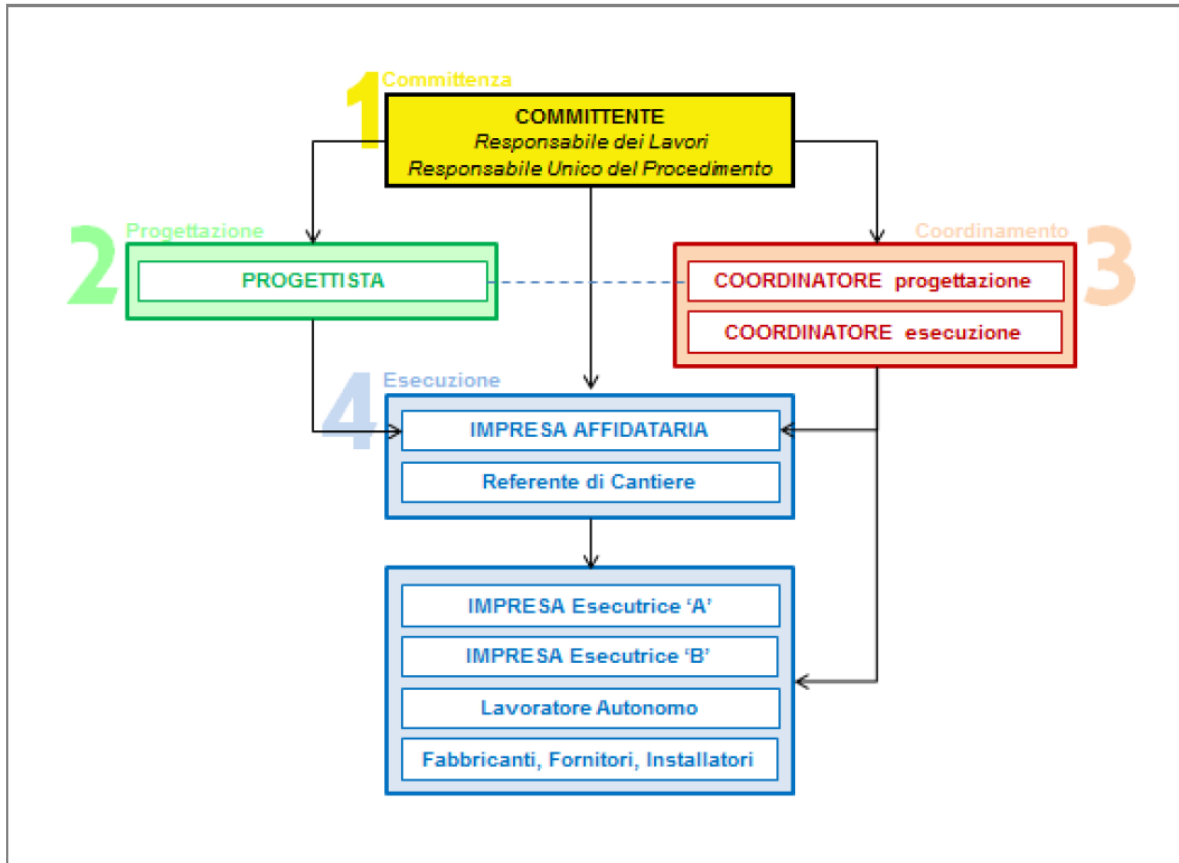 1 Committenza
COMMITTENTE
Responsabile dei Lavori
Responsabile Unico del Procedimento
2 Progettazione
PROGETTISTA
Coordinamento 3
COORDINATORE progettazione
COORDINATORE esecuzione
4 Esecuzione
IMPRESA AFFIDATARIA
Referente di Cantiere
IMPRESA Esecutrice ‘A’
IMPRESA Esecutrice ‘B’
Lavoratore Autonomo
Fabbricanti, Fornitori, Installatori